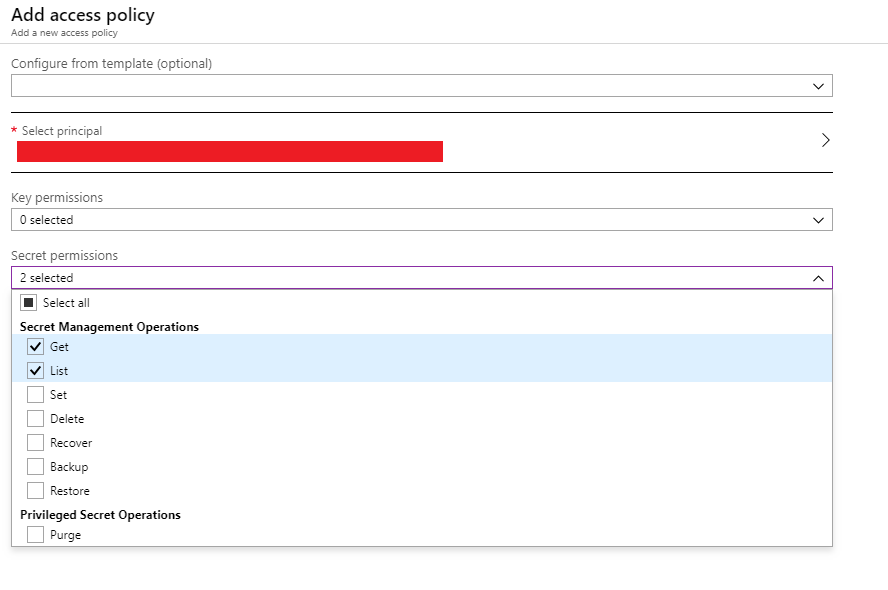 Add access policy
Add a new access policy
Configure from template (optional)
* Select principal
Key permissions
0 selected
Secret permissions
2 selected
Select all
Secret Management Operations
Get
List
Set
Delete
Recover
Backup
Restore
Privileged Secret Operations
Purge